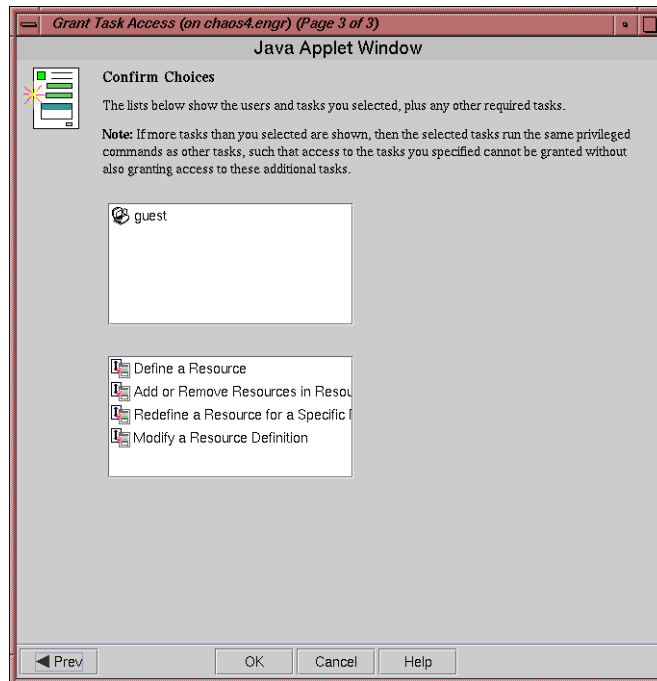 Grant Task Access (on chaos4.engr) (Page 3 of 3)
Java Applet Window
Confirm Choices
The lists below show the users and tasks you selected, plus any other required tasks.
Note: If more tasks than you selected are shown, then the selected tasks run the same privileged
commands as other tasks, such that access to the tasks you specified cannot be granted without
also granting access to these additional tasks.
guest
Define a Resource
Add or Remove Resources in Resou
Redefine a Resource for a Specific
Modify a Resource Definition
Prev OK Cancel Help